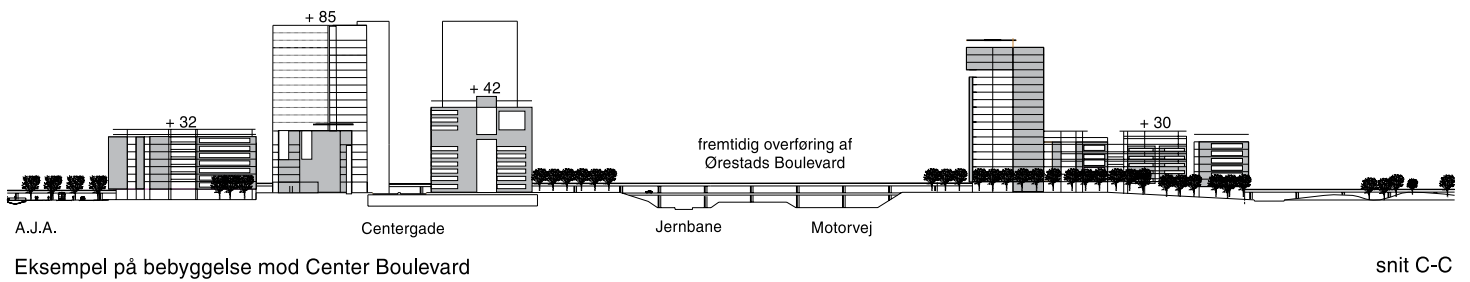 + 85
+ 42
+ 32
+ 30
fremtidig overføring af
Ørestads Boulevard
A.J.A.
Centergade
Jernbane
Motorvej
Eksempel på bebyggelse mod Center Boulevard
snit C-C